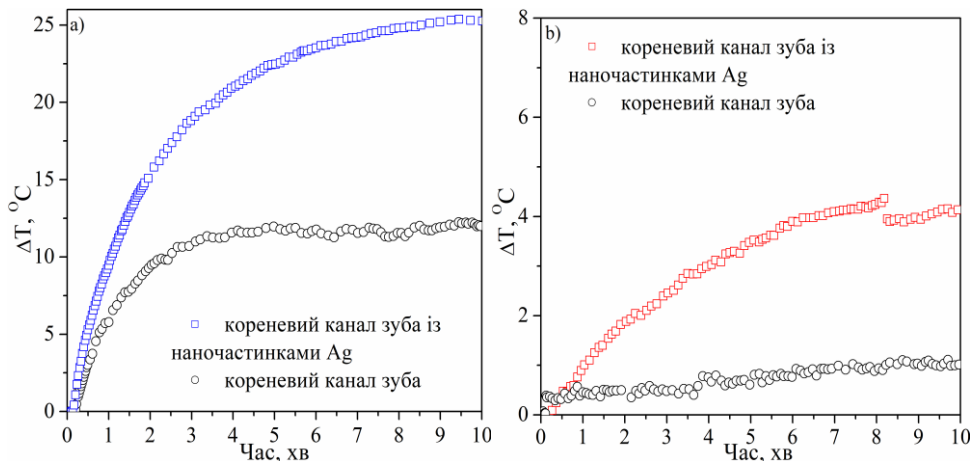 a)
25
20
15
10
5
0
ΔT, °C
кореневий канал зуба із
наночастинками Ag
кореневий канал зуба
0 1 2 3 4 5 6 7 8 9 10
Час, хв
b)
8
6
4
2
0
ΔT, °C
кореневий канал зуба із
наночастинками Ag
кореневий канал зуба
0 1 2 3 4 5 6 7 8 9 10
Час, хв